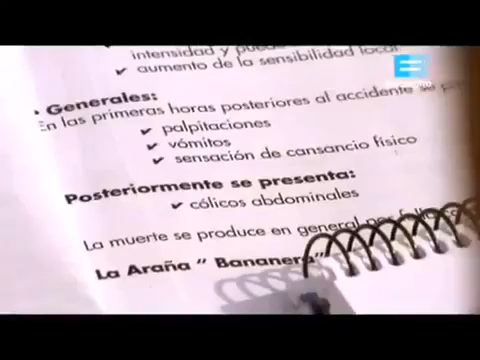 intensidad y
✔ aumento de la sensibilidad local
• Generales:
En las primeras horas posteriores al accidente se
✔ palpitaciones
✔ vómitos
✔ sensación de cansancio físico
Posteriormente se presenta:
✔ cólicos abdominales
La muerte se produce en general por
La Araña " Bananera"